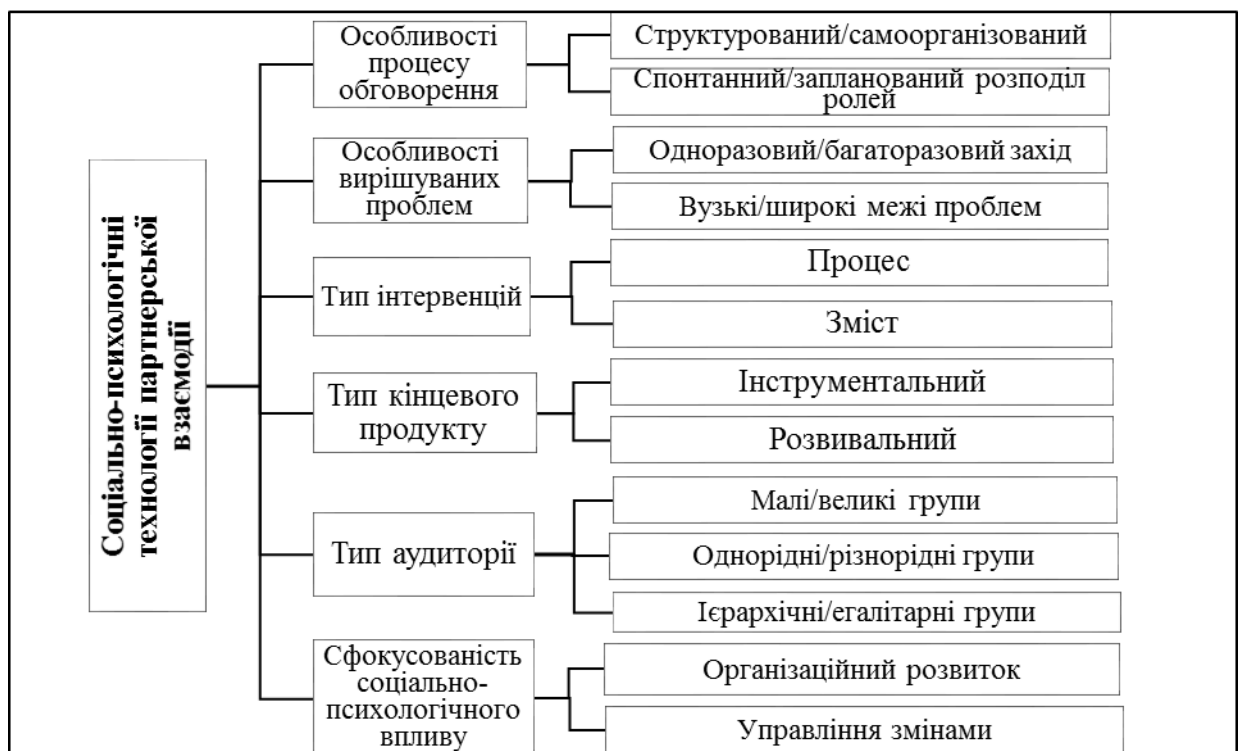 Соціально-психологічні
технології партнерської
взаємодії
Особливості
процесу
обговорення
Структурований/самоорганізований
Спонтанний/запланований розподіл
ролей
Особливості
вирішуваних
проблем
Одноразовий/багаторазовий захід
Вузькі/широкі межі проблем
Тип інтервенцій
Процес
Зміст
Тип кінцевого
продукту
Інструментальний
Розвивальний
Тип аудиторії
Малі/великі групи
Однорідні/різнорідні групи
Ієрархічні/егалітарні групи
Сфокусованість
соціально-
психологічного
впливу
Організаційний розвиток
Управління змінами